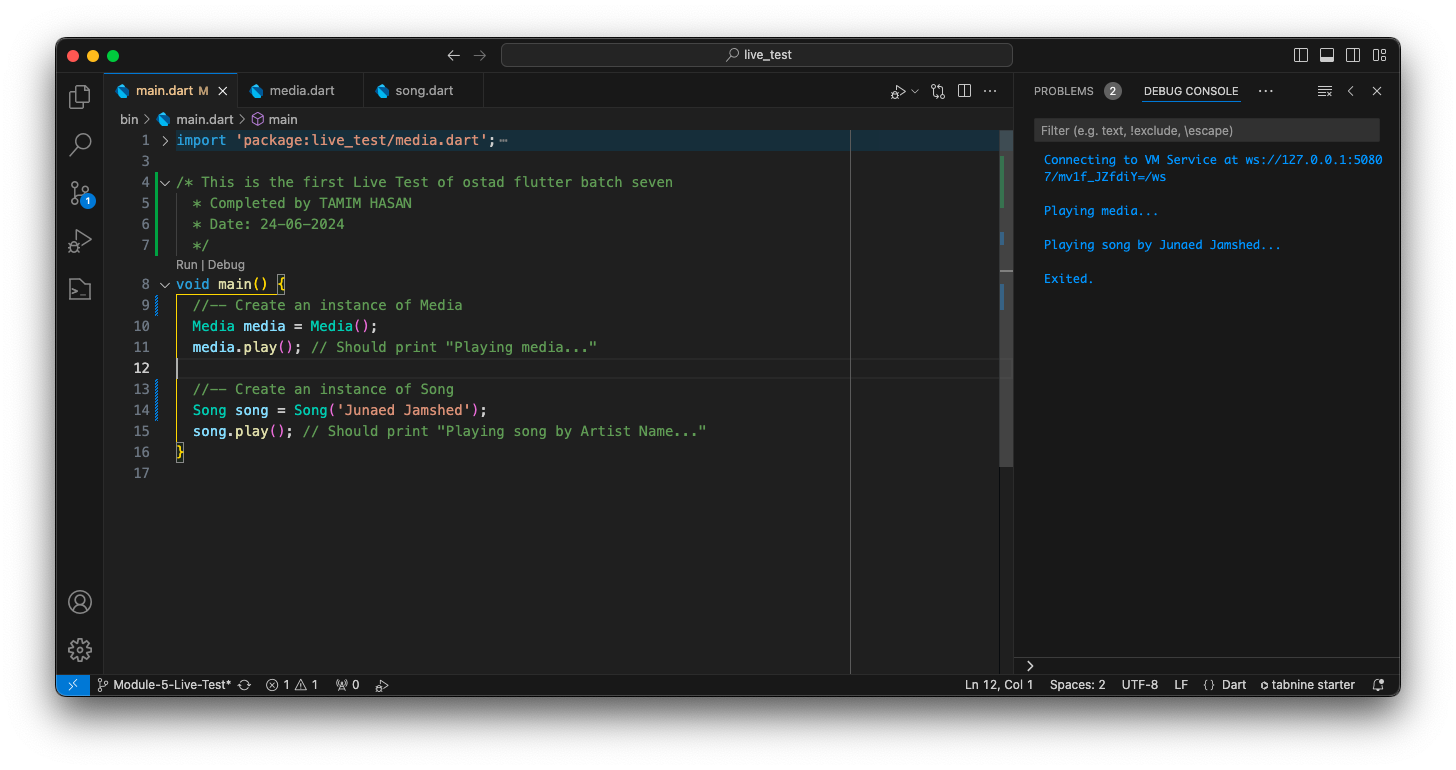 live_test
main.dart M
media.dart
song.dart
bin > main.dart > main
1 import 'package:live_test/media.dart';
3
4 /* This is the first Live Test of ostad flutter batch seven
5 * Completed by TAMIM HASAN
6 * Date: 24-06-2024
7 */
Run | Debug
8 void main() {
9 //-- Create an instance of Media
10 Media media = Media();
11 media.play(); // Should print "Playing media..."
12
13 //-- Create an instance of Song
14 Song song = Song('Junaed Jamshed');
15 song.play(); // Should print "Playing song by Artist Name..."
16 }
17
PROBLEMS 2 DEBUG CONSOLE
Filter (e.g. text, !exclude, \escape)
Connecting to VM Service at ws://127.0.0.1:5080
7/mv1f_JZfdiY=/ws
Playing media...
Playing song by Junaed Jamshed...
Exited.
1
Module-5-Live-Test* 1 1 0
Ln 12, Col 1 Spaces: 2 UTF-8 LF {} Dart tabnine starter